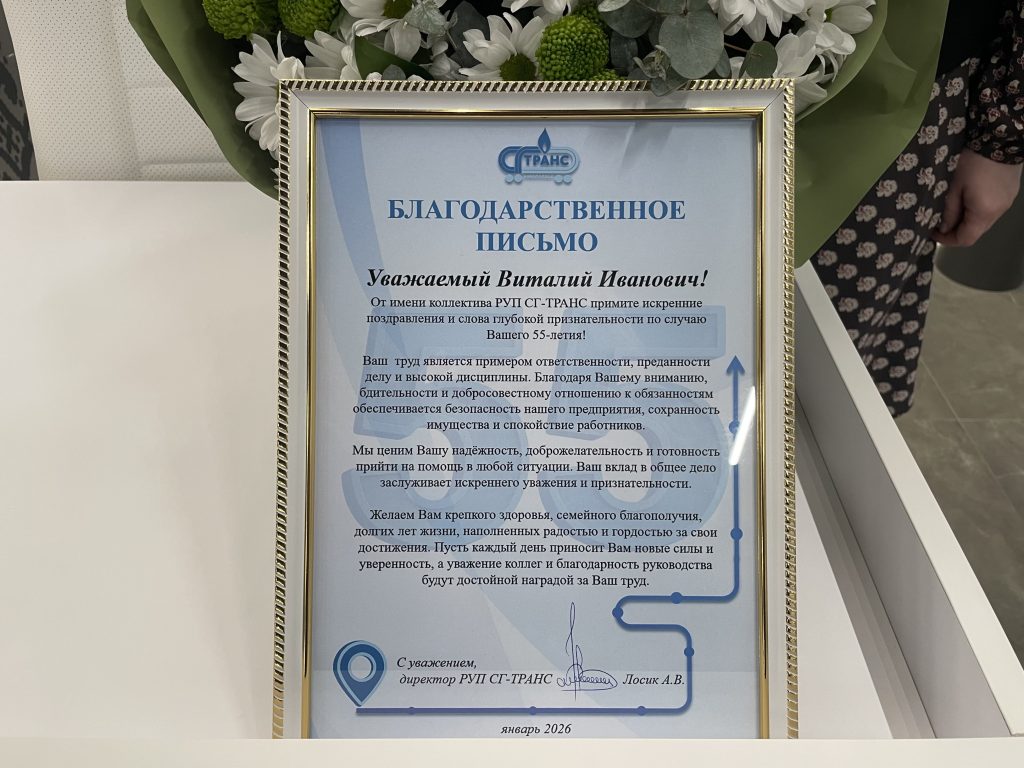 СГ ТРАНС
БЛАГОДАРСТВЕННОЕ
ПИСЬМО
Уважаемый Виталий Иванович!
От имени коллектива РУП СГ-ТРАНС примите искренние
поздравления и слова глубокой признательности по случаю
Вашего 55-летия!
Ваш труд является примером ответственности, преданности
делу и высокой дисциплины. Благодаря Вашему вниманию,
бдительности и добросовестному отношению к обязанностям
обеспечивается безопасность нашего предприятия, сохранность
имущества и спокойствие работников.
Мы ценим Вашу надёжность, доброжелательность и готовность
прийти на помощь в любой ситуации. Ваш вклад в общее дело
заслуживает искреннего уважения и признательности.
Желаем Вам крепкого здоровья, семейного благополучия,
долгих лет жизни, наполненных радостью и гордостью за свои
достижения. Пусть каждый день приносит Вам новые силы и
уверенность, а уважение коллег и благодарность руководства
будут достойной наградой за Ваш труд.
55
С уважением,
директор РУП СГ-ТРАНС Лосик А.В.
январь 2026